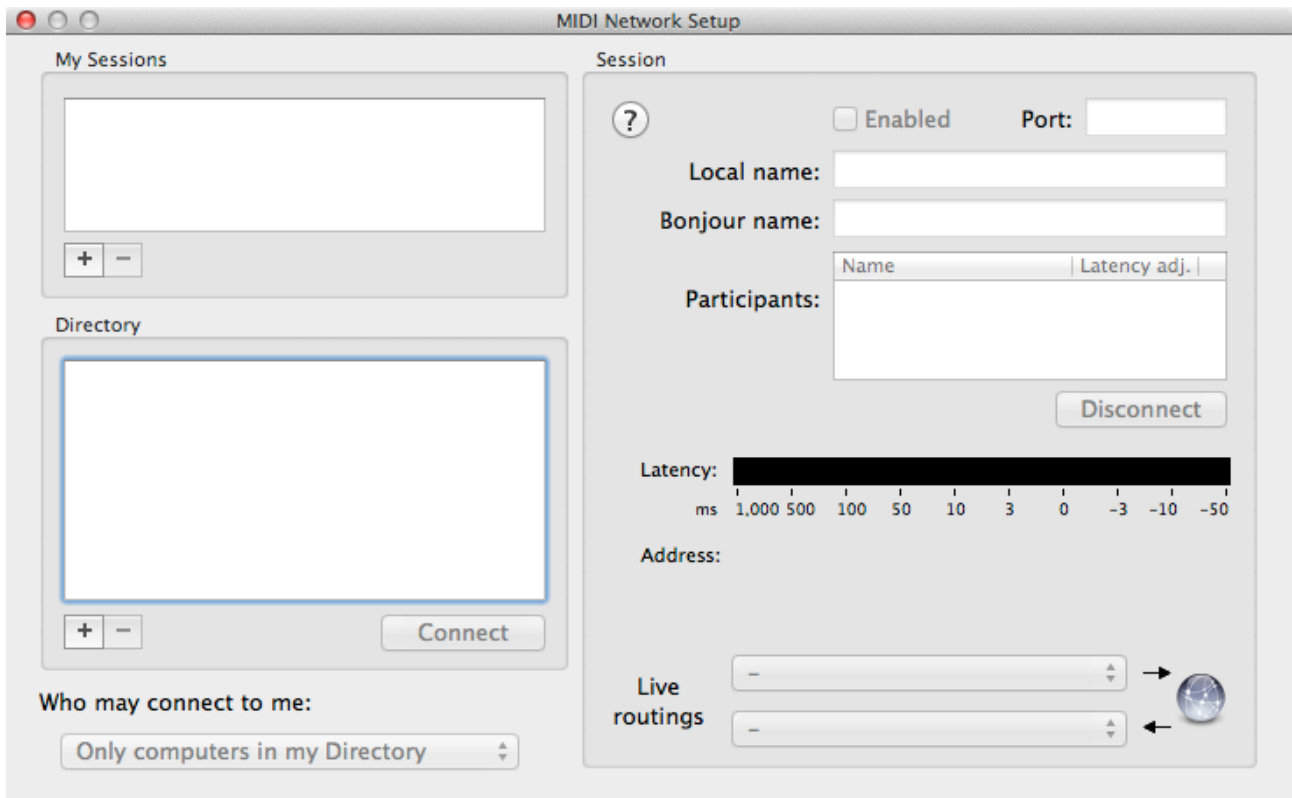 MIDI Network Setup
My Sessions
+ −
Directory
+ −
Connect
Who may connect to me:
Only computers in my Directory
Session
?
Enabled
Port:
Local name:
Bonjour name:
Name Latency adj.
Participants:
Disconnect
Latency:
ms 1,000 500 100 50 10 3 0 −3 −10 −50
Address:
Live
routings
–
–